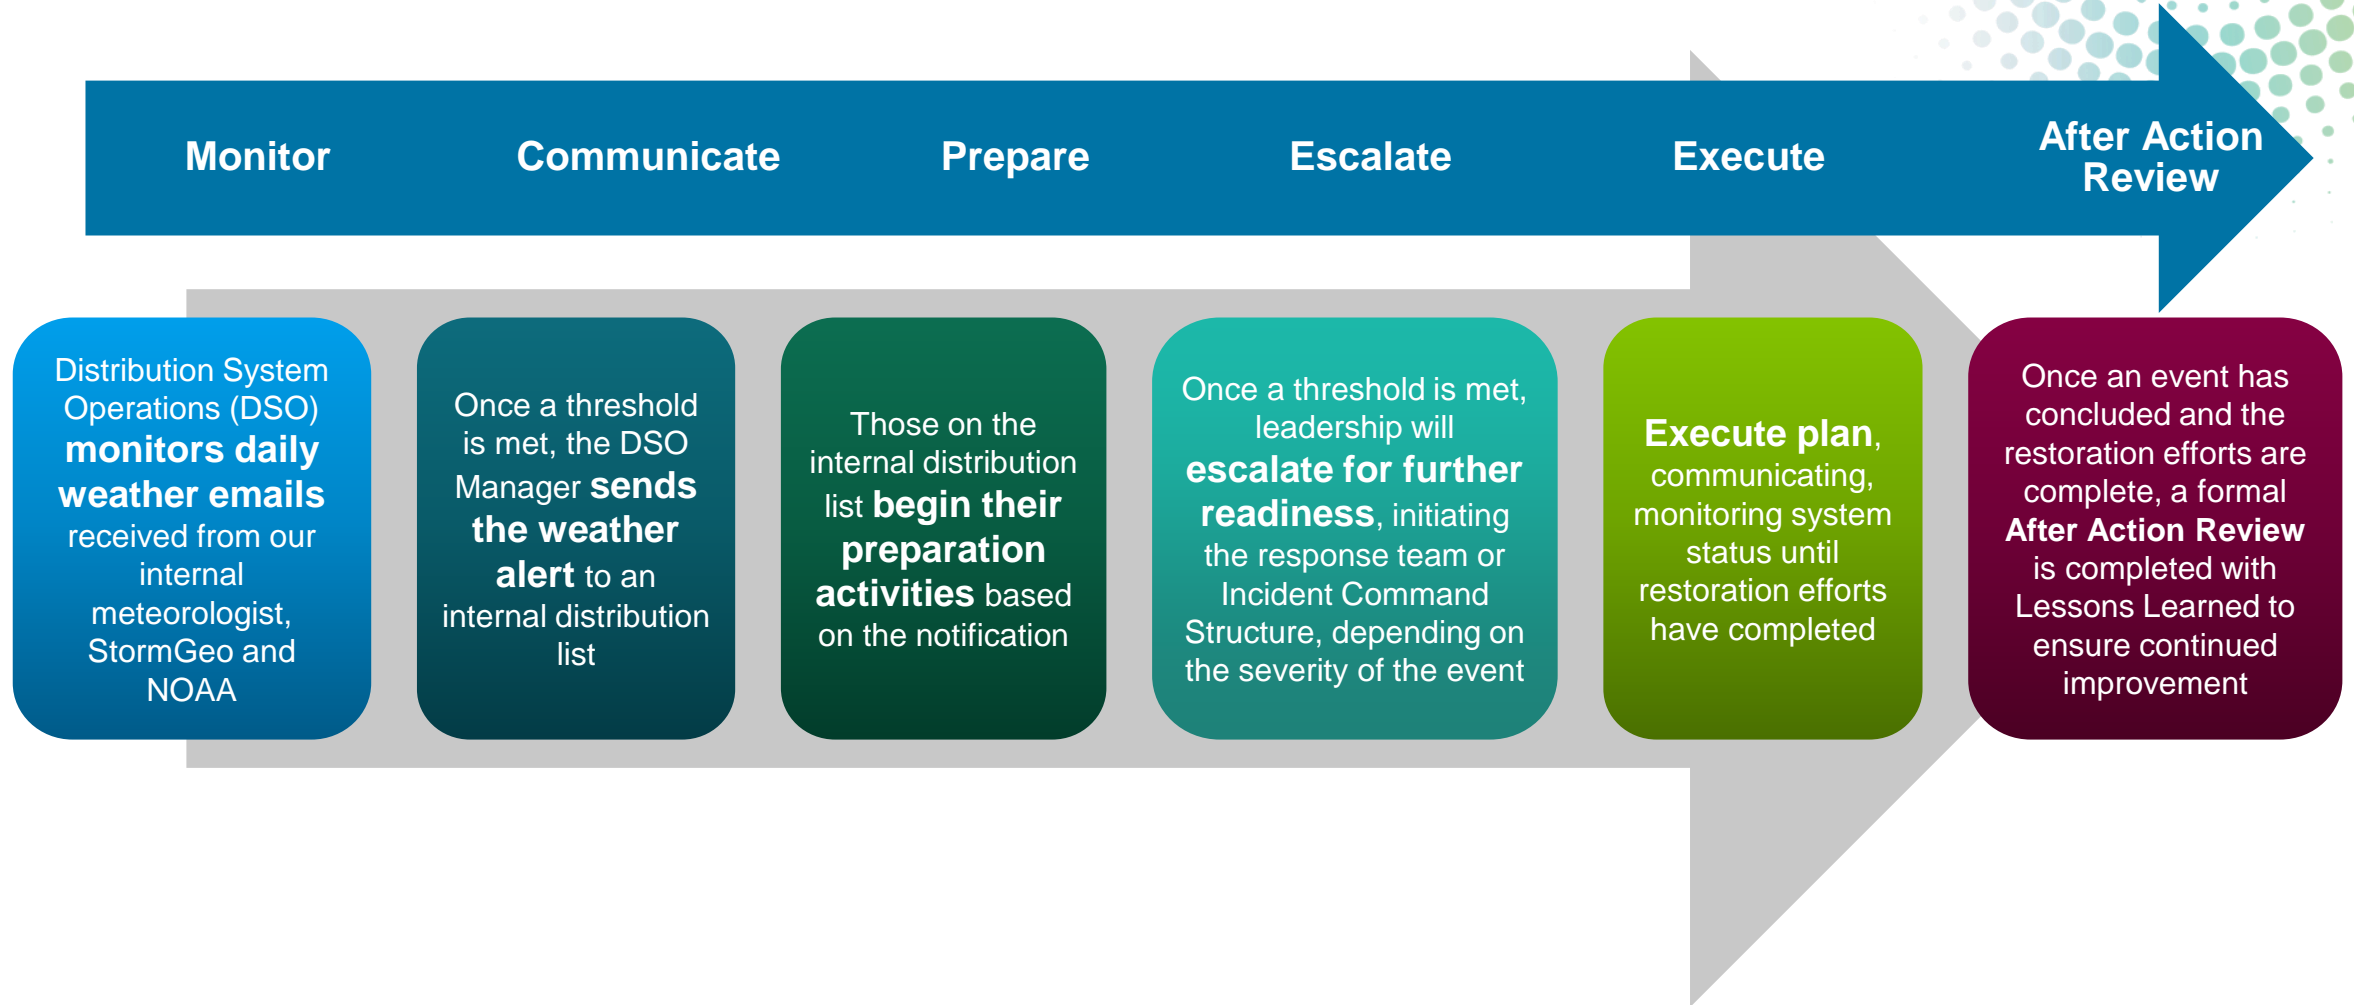 Monitor
Communicate
Prepare
Escalate
Execute
After Action
Review
Distribution System
Operations (DSO)
monitors daily
weather emails
received from our
internal
meteorologist,
StormGeo and
NOAA
Once a threshold
is met, the DSO
Manager sends
the weather
alert to an
internal distribution
list
Those on the
internal distribution
list begin their
preparation
activities based
on the notification
Once a threshold is met,
leadership will
escalate for further
readiness, initiating
the response team or
Incident Command
Structure, depending on
the severity of the event
Execute plan,
communicating,
monitoring system
status until
restoration efforts
have completed
Once an event has
concluded and the
restoration efforts are
complete, a formal
After Action Review
is completed with
Lessons Learned to
ensure continued
improvement